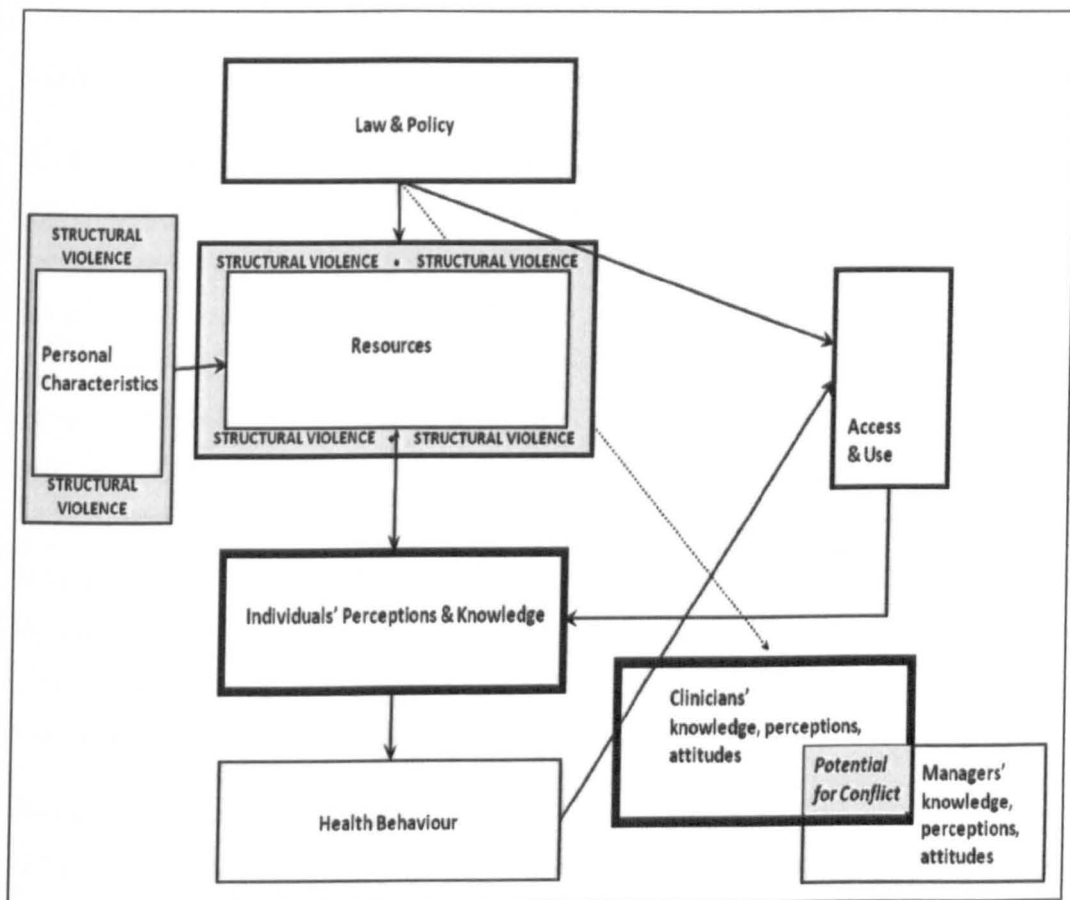 Law & Policy
STRUCTURAL
VIOLENCE
Personal
Characteristics
STRUCTURAL
VIOLENCE
STRUCTURAL VIOLENCE • STRUCTURAL VIOLENCE
Resources
STRUCTURAL VIOLENCE • STRUCTURAL VIOLENCE
Access
& Use
Individuals' Perceptions & Knowledge
Health Behaviour
Clinicians'
knowledge, perceptions,
attitudes
Potential
for Conflict
Managers'
knowledge,
perceptions,
attitudes